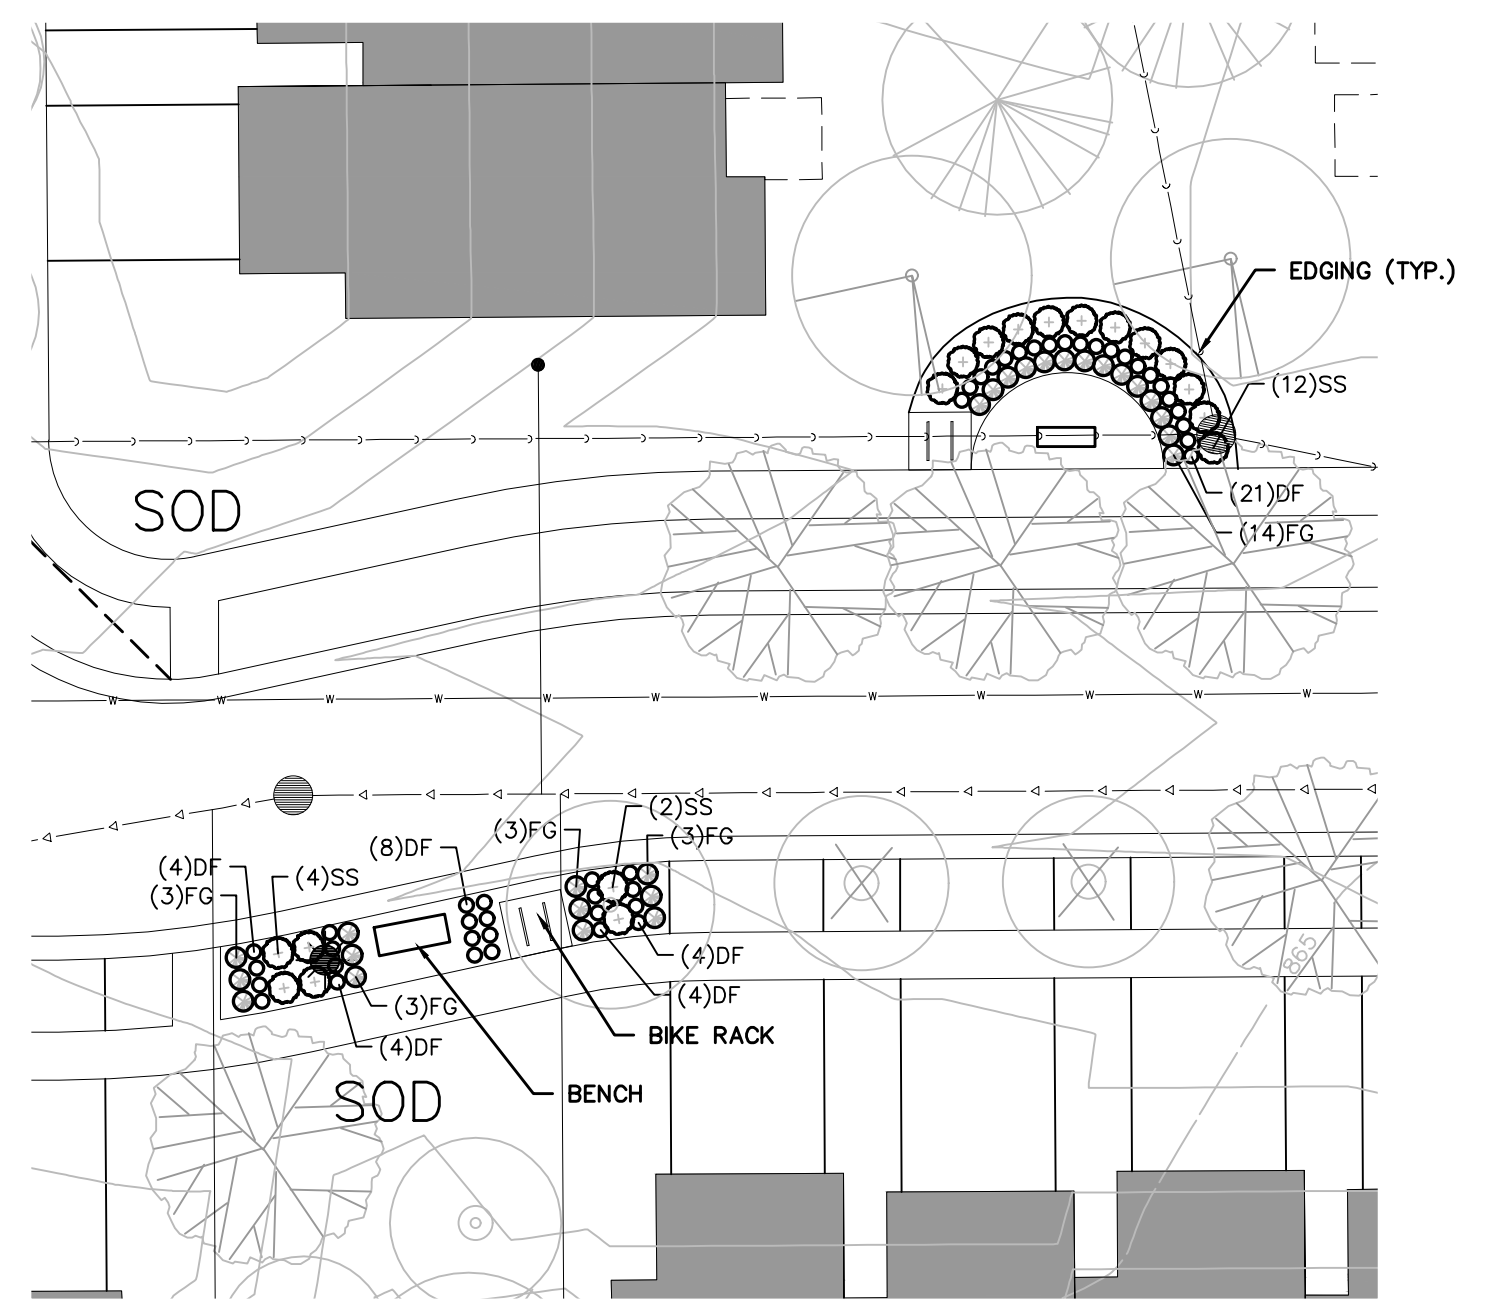 EDGING (TYP.)
(12)SS
(21)DF
SOD
(14)FG
W W W W W W W W W W W W
(2)SS
(3)FG
(3)FG
(8)DF
(4)DF
(4)SS
(3)FG
(4)DF
865
(4)DF
(3)FG
BIKE RACK
(4)DF
BENCH
SOD